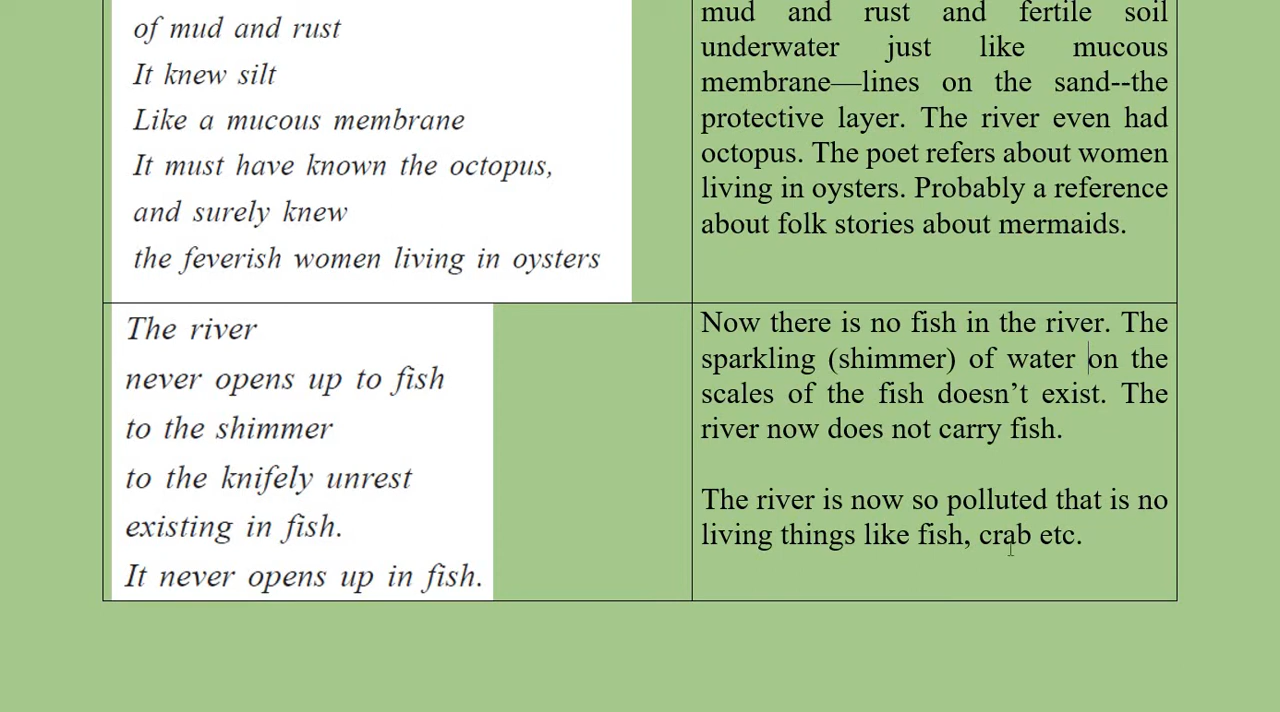 of mud and rust
It knew silt
Like a mucous membrane
It must have known the octopus,
and surely knew
the feverish women living in oysters
mud and rust and fertile soil
underwater just like mucous
membrane—lines on the sand--the
protective layer. The river even had
octopus. The poet refers about women
living in oysters. Probably a reference
about folk stories about mermaids.
The river
never opens up to fish
to the shimmer
to the knifely unrest
existing in fish.
It never opens up in fish.
Now there is no fish in the river. The
sparkling (shimmer) of water on the
scales of the fish doesn’t exist. The
river now does not carry fish.
The river is now so polluted that is no
living things like fish, crab etc.